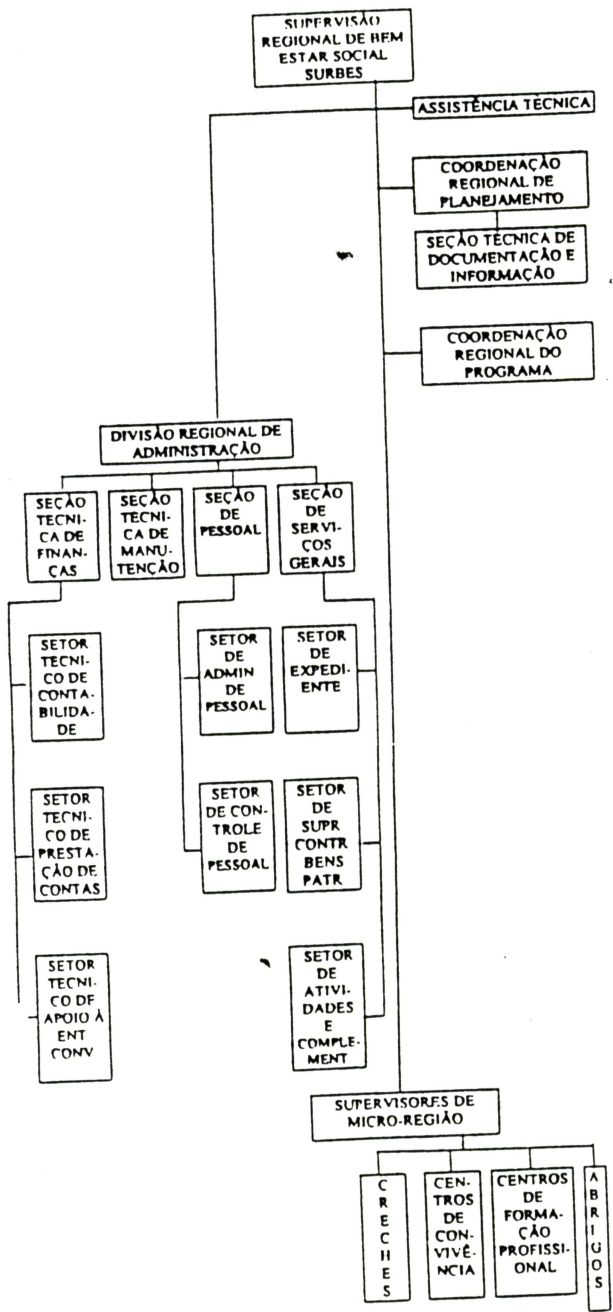 SUPERVISÃO
REGIONAL DE BEM
ESTAR SOCIAL
SURBES
ASSISTÊNCIA TÉCNICA
COORDENAÇÃO
REGIONAL DE
PLANEJAMENTO
SEÇÃO TÉCNICA DE
DOCUMENTAÇÃO E
INFORMAÇÃO
COORDENAÇÃO
REGIONAL DO
PROGRAMA
DIVISÃO REGIONAL DE
ADMINISTRAÇÃO
SEÇÃO
TECNI-
CA DE
FINAN-
ÇAS
SEÇÃO
TECNI-
CA DE
MANU-
TENÇÃO
SEÇÃO
DE
PESSOAL
SEÇÃO
DE
SERVI-
ÇOS
GERAIS
SETOR
TECNI-
CO DE
CONTA-
BILIDA-
DE
SETOR
DE
ADMIN
DE
PESSOAL
SETOR
DE
EXPEDI-
ENTE
SETOR
TECNI-
CO DE
PRESTA-
ÇÃO DE
CONTAS
SETOR
DE CON-
TROLE
DE
PESSOAL
SETOR
DE
SUPR
CONTR
BENS
PATR
SETOR
TECNI-
CO DE
APOIO À
ENT
CONV
SETOR
DE
ATIVI-
DADES
E
COMPLE-
MENT
SUPERVISORES DE
MICRO-REGIÃO
C
R
E
C
H
E
S
CEN-
TROS
DE
CON-
VIVÊ-
NCIA
CENTROS
DE
FORMA-
ÇÃO
PROFISSI-
ONAL
A
B
R
I
G
O
S